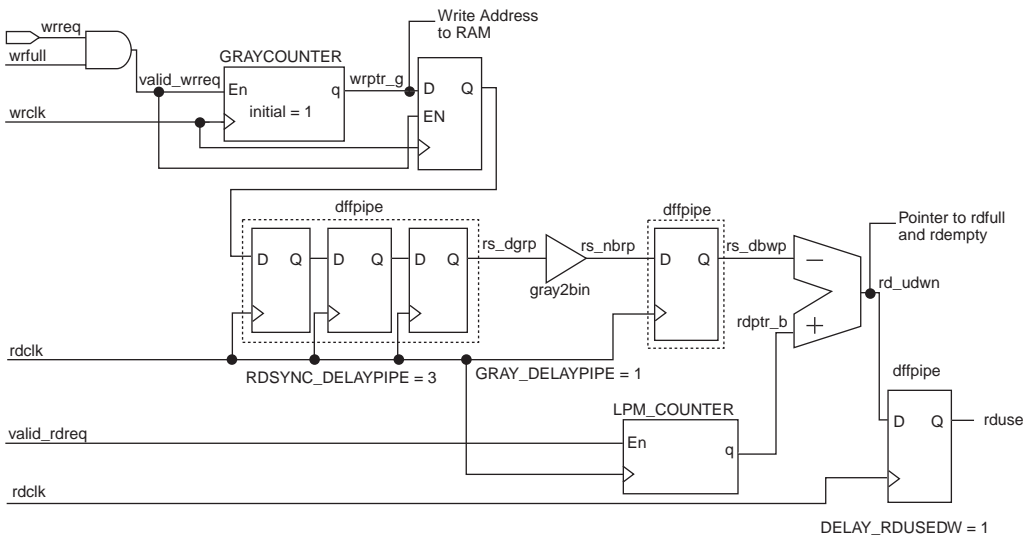 wrreq
wrfull
valid_wrreq
wrclk
GRAYCOUNTER
En
q
initial = 1
wrptr_g
Write Address
to RAM
D
Q
EN
dffpipe
D
Q
D
Q
D
Q
rs_dgrp
gray2bin
rs_nbrp
dffpipe
D
Q
rs_dbwp
Pointer to rdfull
and rdempty
−
+
rd_udwn
rdptr_b
rdclk
RDSYNC_DELAYPIPE = 3
GRAY_DELAYPIPE = 1
LPM_COUNTER
En
q
valid_rdreq
rdclk
dffpipe
D
Q
rduse
DELAY_RDUSEDW = 1